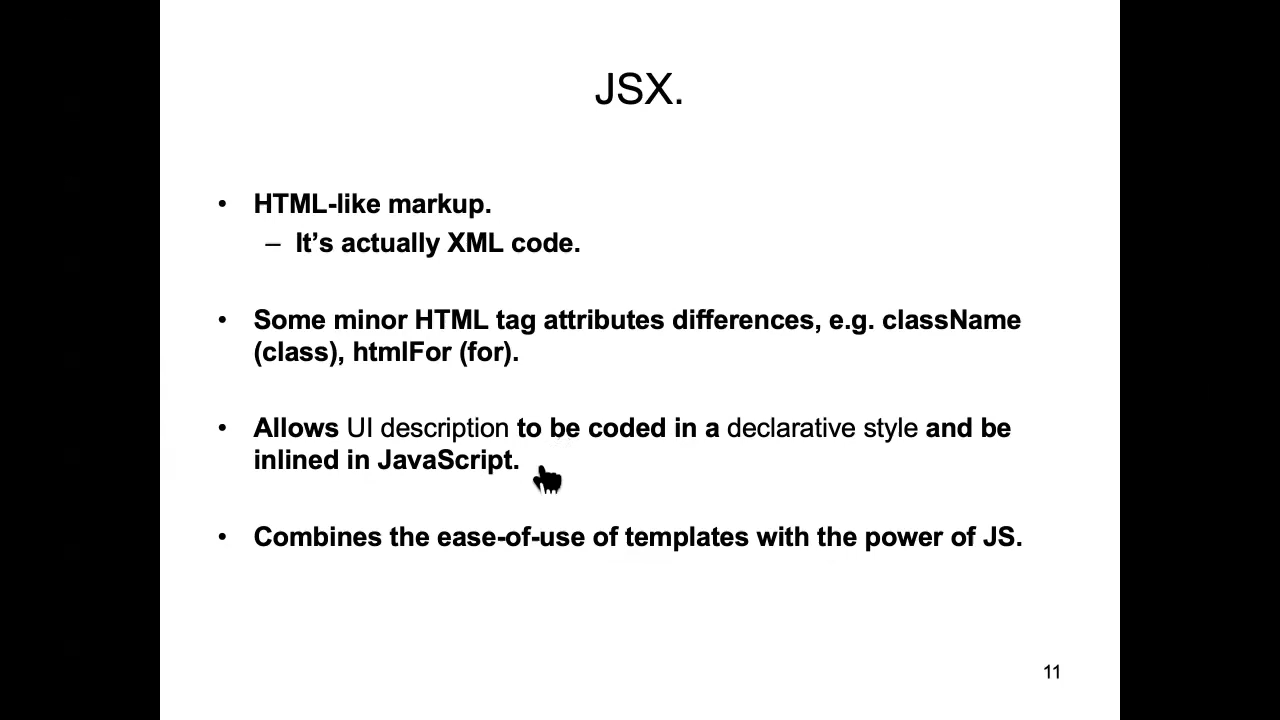 JSX.
• HTML-like markup.
– It’s actually XML code.
• Some minor HTML tag attributes differences, e.g. className
(class), htmlFor (for).
• Allows UI description to be coded in a declarative style and be
inlined in JavaScript.
• Combines the ease-of-use of templates with the power of JS.
11